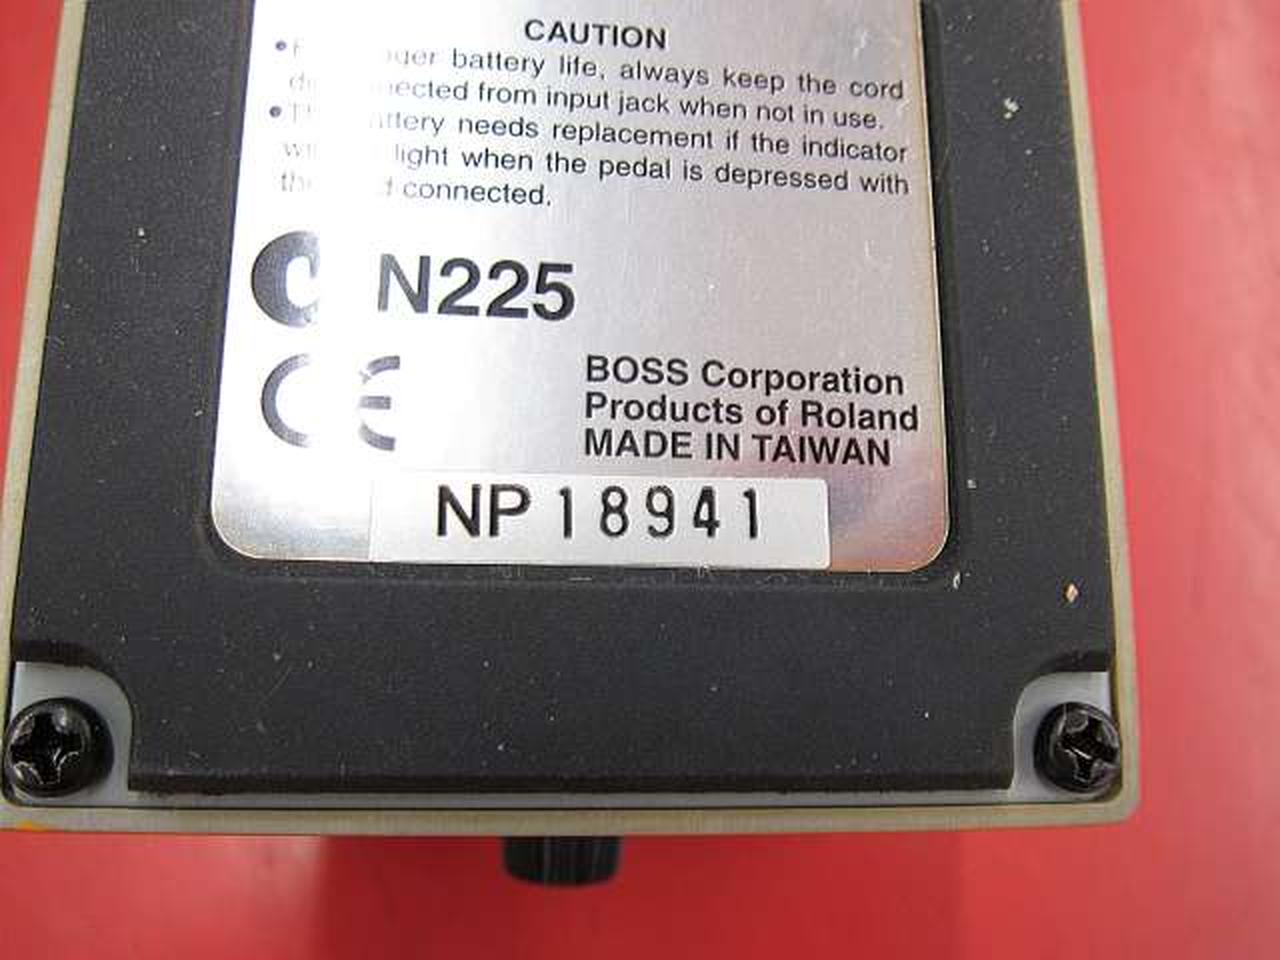 CAUTION
battery life, always keep the cord
from input jack when not in use.
needs replacement if the indicator
light when the pedal is depressed with
connected.
N225
CE
BOSS Corporation
Products of Roland
MADE IN TAIWAN
NP 18941